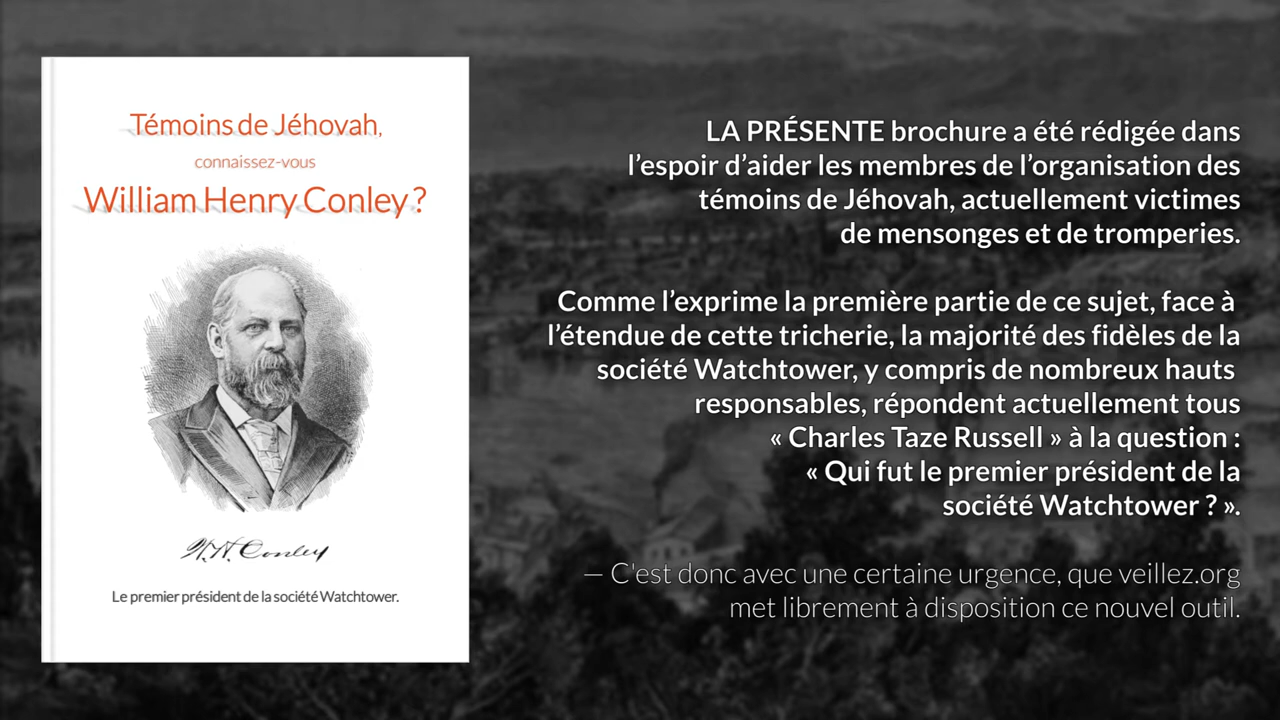 Témoins de Jéhovah,
connaissez-vous
William Henry Conley ?
W.H. Conley
Le premier président de la société Watchtower.
LA PRÉSENTE brochure a été rédigée dans
l’espoir d’aider les membres de l’organisation des
témoins de Jéhovah, actuellement victimes
de mensonges et de tromperies.
Comme l’exprime la première partie de ce sujet, face à
l’étendue de cette tricherie, la majorité des fidèles de la
société Watchtower, y compris de nombreux hauts
responsables, répondent actuellement tous
« Charles Taze Russell » à la question :
« Qui fut le premier président de la
société Watchtower ? ».
— C'est donc avec une certaine urgence, que veillez.org
met librement à disposition ce nouvel outil.